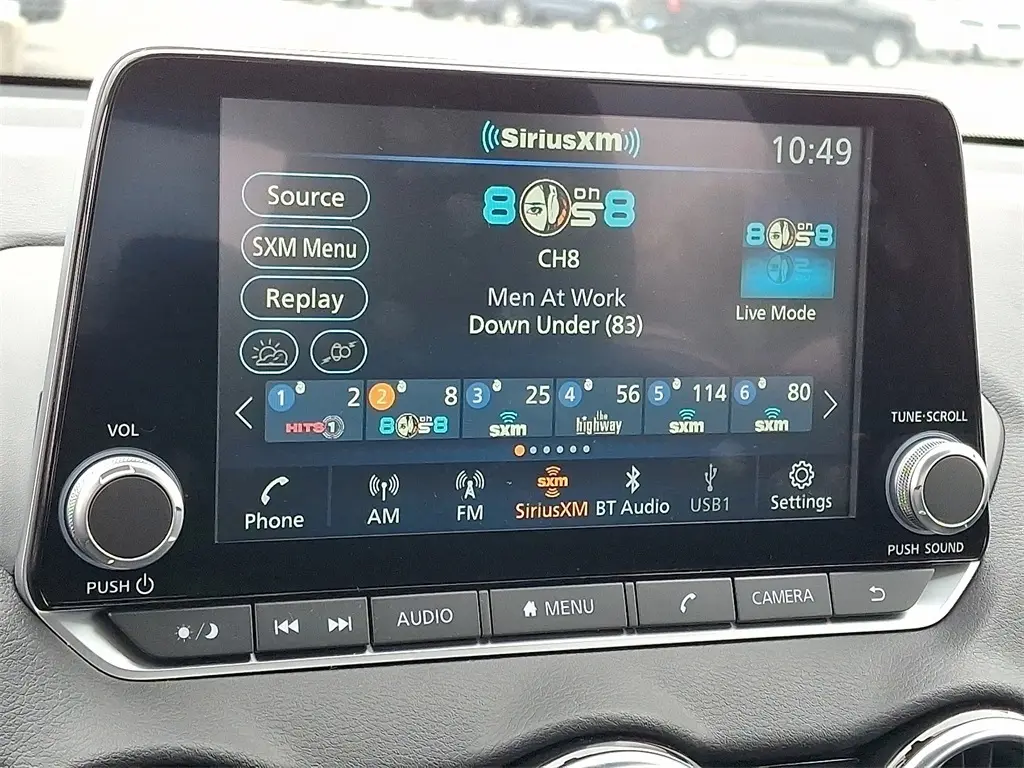 SiriusXM
10:49
Source
SXM Menu
Replay
80s on 8
CH8
Men At Work
Down Under (83)
80s on 8
Live Mode
1 2
HITS 1
2 8
80s on 8
3 25
sxm
4 56
the highway
5 114
sxm
6 80
sxm
Phone
AM
FM
sxm
SiriusXM
BT Audio
USB1
Settings
VOL
PUSH
TUNE·SCROLL
PUSH SOUND
AUDIO
MENU
CAMERA